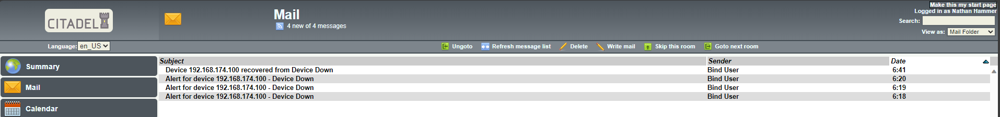 CITADEL
Mail
4 new of 4 messages
Make this my start page
Logged in as Nathan Hammer
Search:
View as: Mail Folder
Language: en_US
Ungoto Refresh message list Delete Write mail Skip this room Goto next room
Summary
Mail
Calendar
Subject Sender Date
Device 192.168.174.100 recovered from Device Down Bind User 6:41
Alert for device 192.168.174.100 - Device Down Bind User 6:20
Alert for device 192.168.174.100 - Device Down Bind User 6:19
Alert for device 192.168.174.100 - Device Down Bind User 6:18